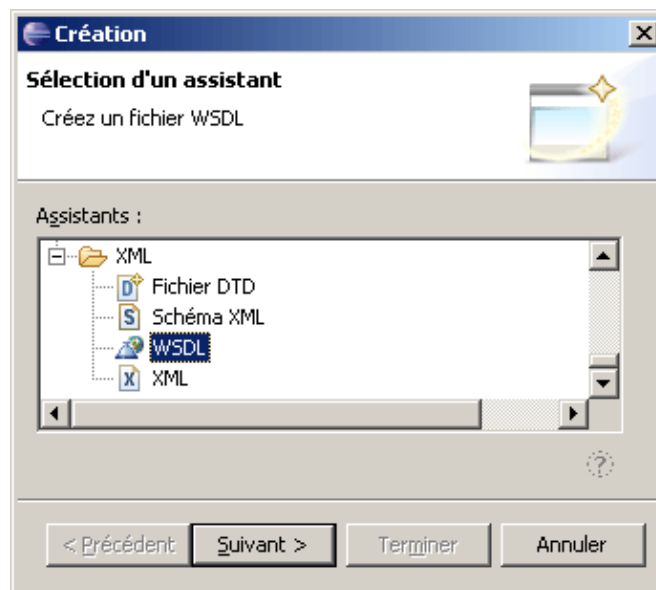 Création
Sélection d'un assistant
Créez un fichier WSDL
Assistants :
XML
Fichier DTD
Schéma XML
WSDL
XML
< Précédent Suivant > Terminer Annuler